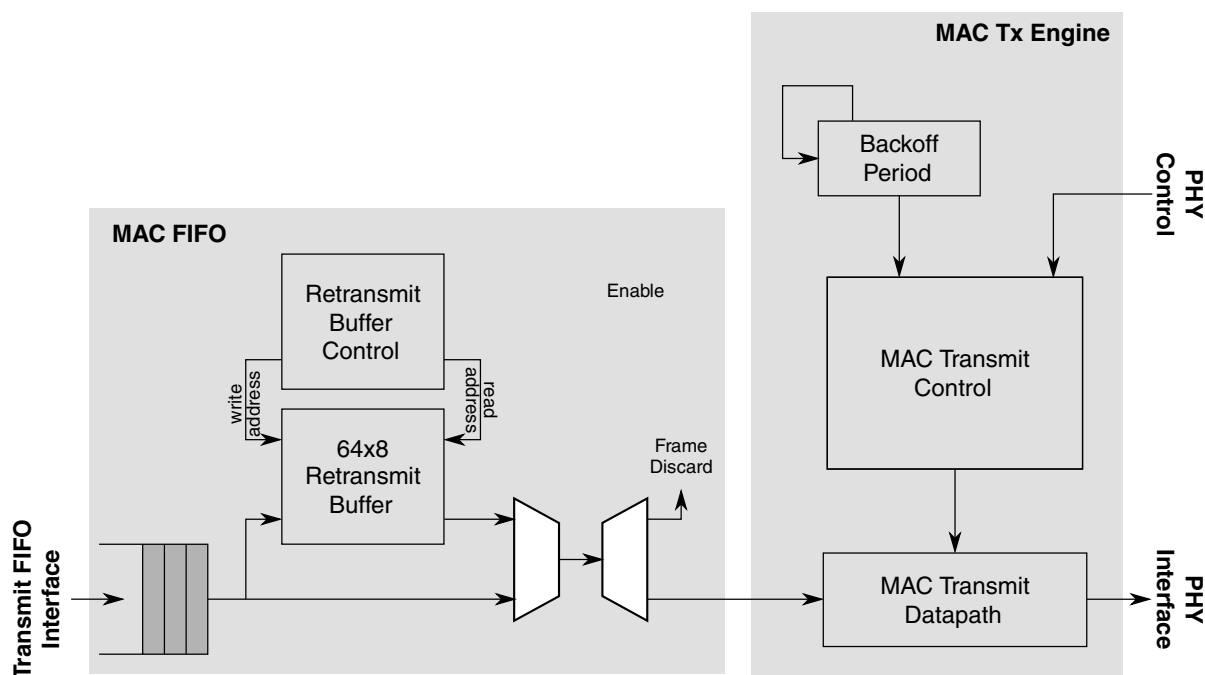 MAC Tx Engine
Backoff
Period
PHY
Control
MAC FIFO
Retransmit
Buffer
Control
Enable
MAC Transmit
Control
write
address
read
address
64x8
Retransmit
Buffer
Frame
Discard
Transmit FIFO
Interface
MAC Transmit
Datapath
PHY
Interface